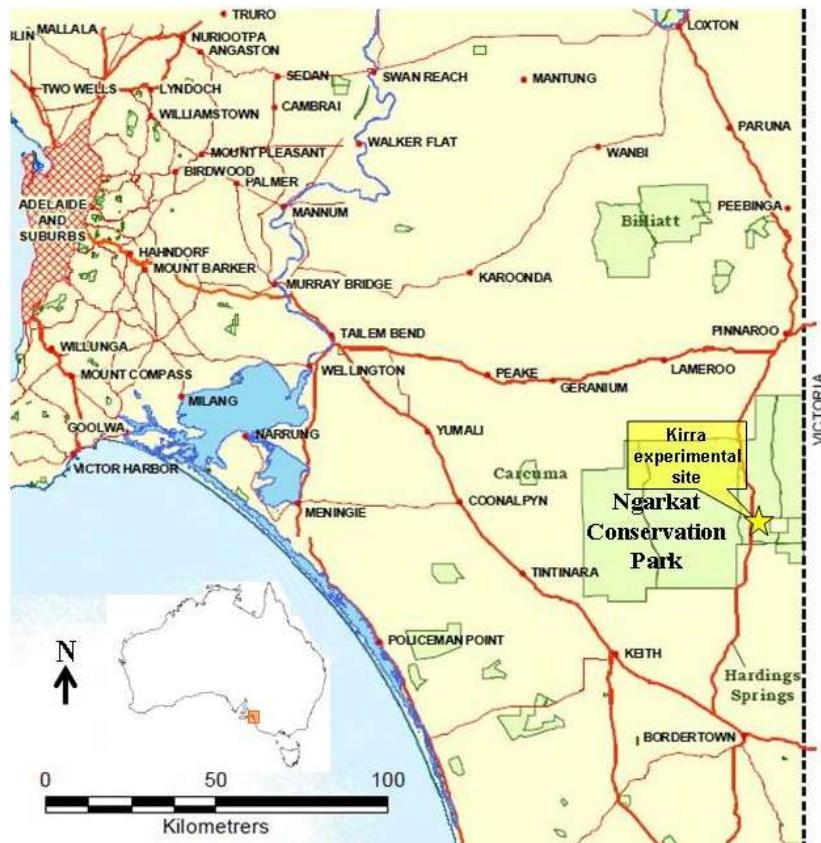 TRURO
MALLALA
BLIN
NURIOOTPA
ANGASTON
LOXTON
TWO WELLS
LYNDOCH
SEDAN
SWAN REACH
MANTUNG
WILLIAMSTOWN
CAMBRAI
PARUNA
WALKER FLAT
WANBI
MOUNT PLEASANT
BIRDWOOD
PALMER
ADELAIDE
AND
SUBURBS
MANNUM
PEEBINGA
Billiatt
HAHNDORF
MOUNT BARKER
KAROONDA
MURRAY BRIDGE
TAILEM BEND
PINNAROO
WILLUNGA
WELLINGTON
PEAKE
LAMEROO
MOUNT COMPASS
GERANIUM
MILANG
VICTORIA
GOOLWA
NARRUNG
YUMALI
Kirra
experimental
site
VICTOR HARBOR
Carcuma
MENINGIE
COONALPYN
Ngarkat
Conservation
Park
TINTINARA
POLICEMAN POINT
KEITH
N
Hardings
Springs
BORDERTOWN
0 50 100
Kilometrers